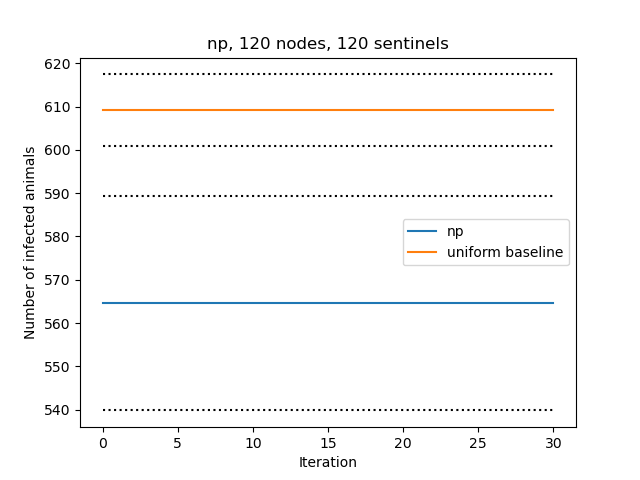 np, 120 nodes, 120 sentinels
620
610
600
590
580
570
560
550
540
Number of infected animals
np
uniform baseline
0 5 10 15 20 25 30
Iteration